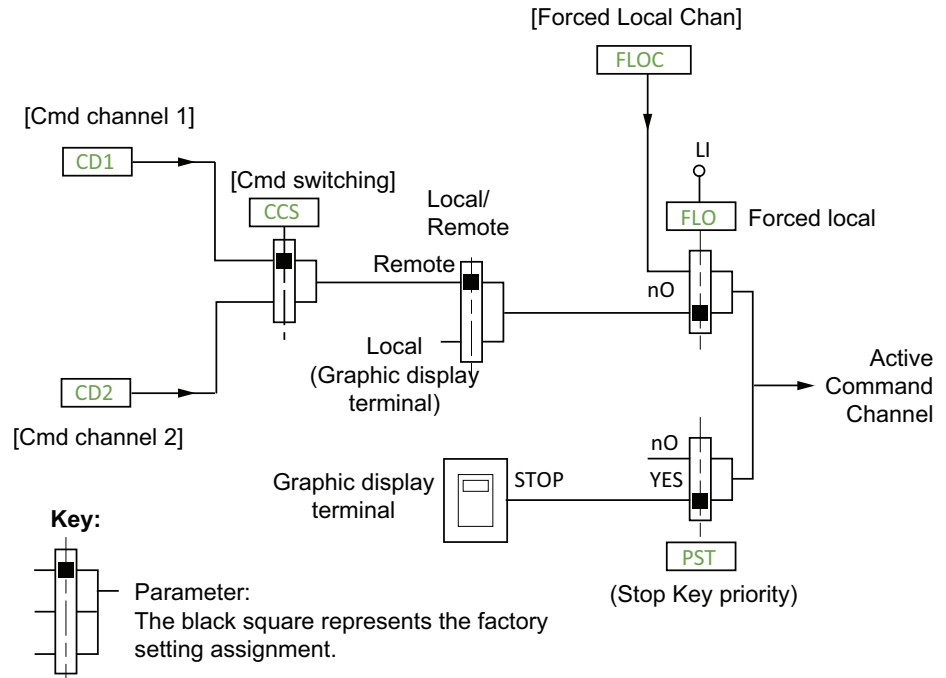 [Forced Local Chan]
FLOC
[Cmd channel 1]
CD1
LI
[Cmd switching]
CCS
Local/
Remote
FLO
Forced local
Remote
nO
Local
(Graphic display
terminal)
Active
Command
Channel
CD2
[Cmd channel 2]
nO
Graphic display
terminal
STOP
YES
Key:
PST
(Stop Key priority)
Parameter:
The black square represents the factory
setting assignment.